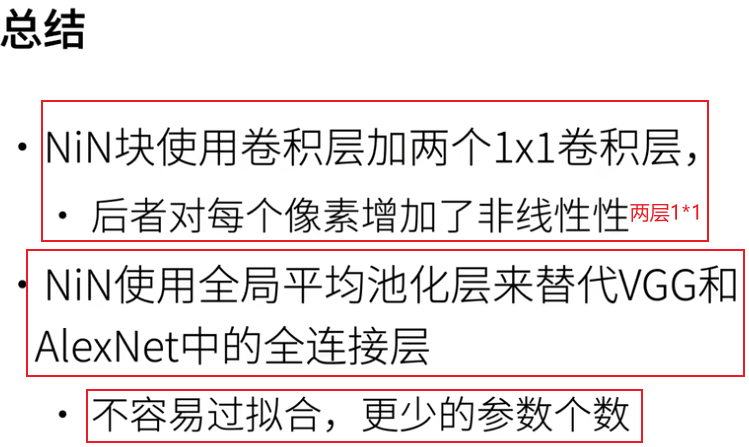 总结
• NiN块使用卷积层加两个1x1卷积层，
• 后者对每个像素增加了非线性性 两层1*1
• NiN使用全局平均池化层来替代VGG和
AlexNet中的全连接层
• 不容易过拟合，更少的参数个数